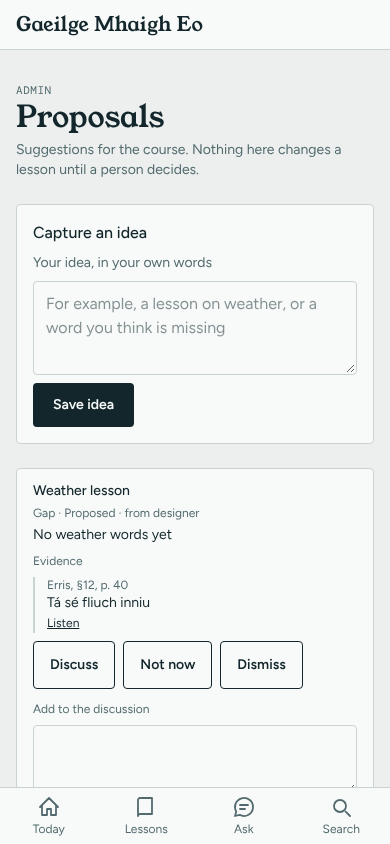 Gaeilge Mhaigh Eo
ADMIN
Proposals
Suggestions for the course. Nothing here changes a
lesson until a person decides.
Capture an idea
Your idea, in your own words
For example, a lesson on weather, or a
word you think is missing
Save idea
Weather lesson
Gap · Proposed · from designer
No weather words yet
Evidence
Erris, §12, p. 40
Tá sé fliuch inniu
Listen
Discuss
Not now
Dismiss
Add to the discussion
Today
Lessons
Ask
Search